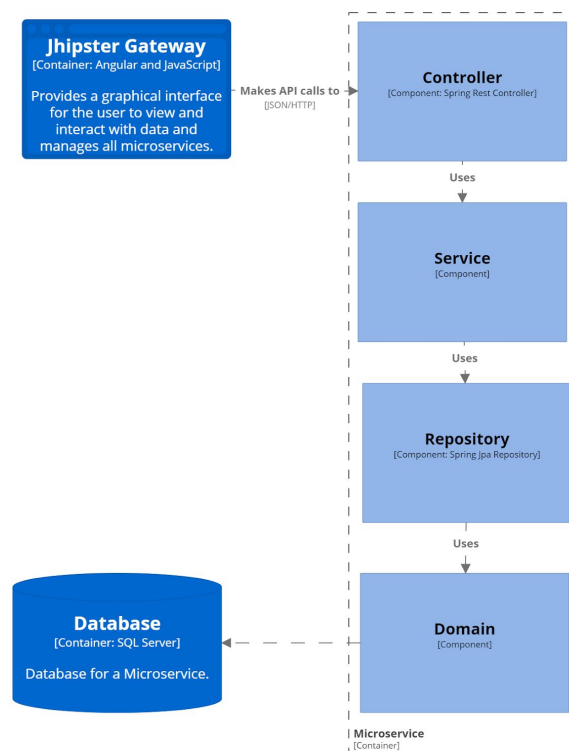 Jhipster Gateway
[Container: Angular and JavaScript]
Provides a graphical interface
for the user to view and
interact with data and
manages all microservices.
Makes API calls to
[JSON/HTTP]
Controller
[Component: Spring Rest Controller]
Uses
Service
[Component]
Uses
Repository
[Component: Spring Jpa Repository]
Uses
Domain
[Component]
Database
[Container: SQL Server]
Database for a Microservice.
Microservice
[Container]